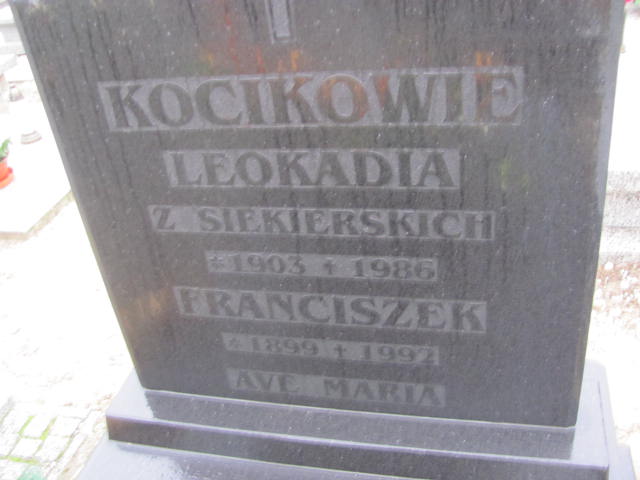 KOCIKOWIE
LEOKADIA
Z SIEKIERSKICH
* 1903 † 1986
FRANCISZEK
* 1899 † 1992
AVE MARIA